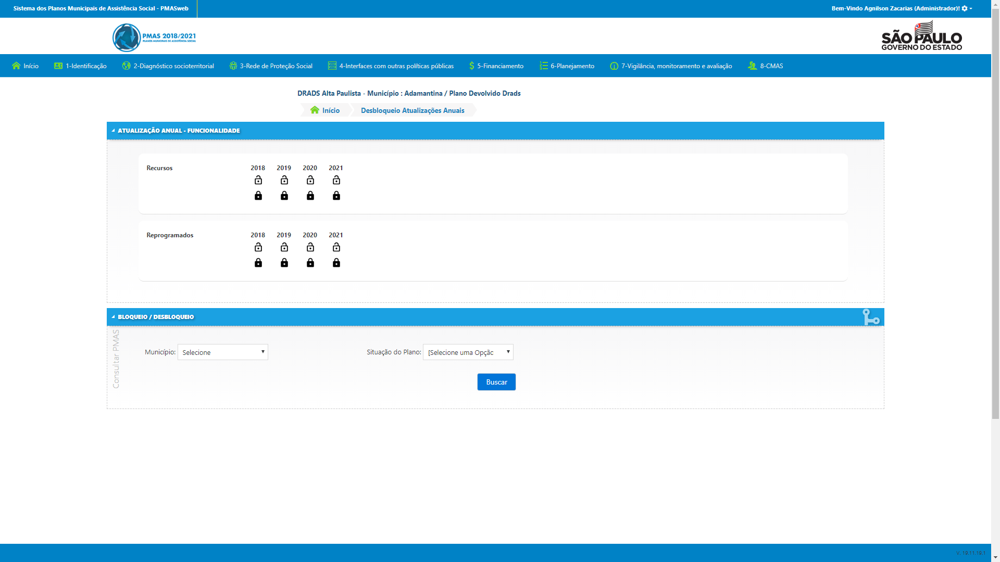 Sistema dos Planos Municipais de Assistência Social - PMASweb
Bem-Vindo Agnilson Zacarias (Administrador)!
PMAS 2018/2021
PLANOS MUNICIPAIS DE ASSISTÊNCIA SOCIAL
SÃO PAULO
GOVERNO DO ESTADO
Início
1-Identificação
2-Diagnóstico socioterritorial
3-Rede de Proteção Social
4-Interfaces com outras políticas públicas
5-Financiamento
6-Planejamento
7-Vigilância, monitoramento e avaliação
8-CMAS
DRADS Alta Paulista - Município : Adamantina / Plano Devolvido Drads
Início
Desbloqueio Atualizações Anuais
ATUALIZAÇÃO ANUAL - FUNCIONALIDADE
Recursos 2018 2019 2020 2021
Reprogramados 2018 2019 2020 2021
BLOQUEIO / DESBLOQUEIO
Consultar PMAS
Município: Selecione
Situação do Plano: [Selecione uma Opção
Buscar
V. 19.11.19.1